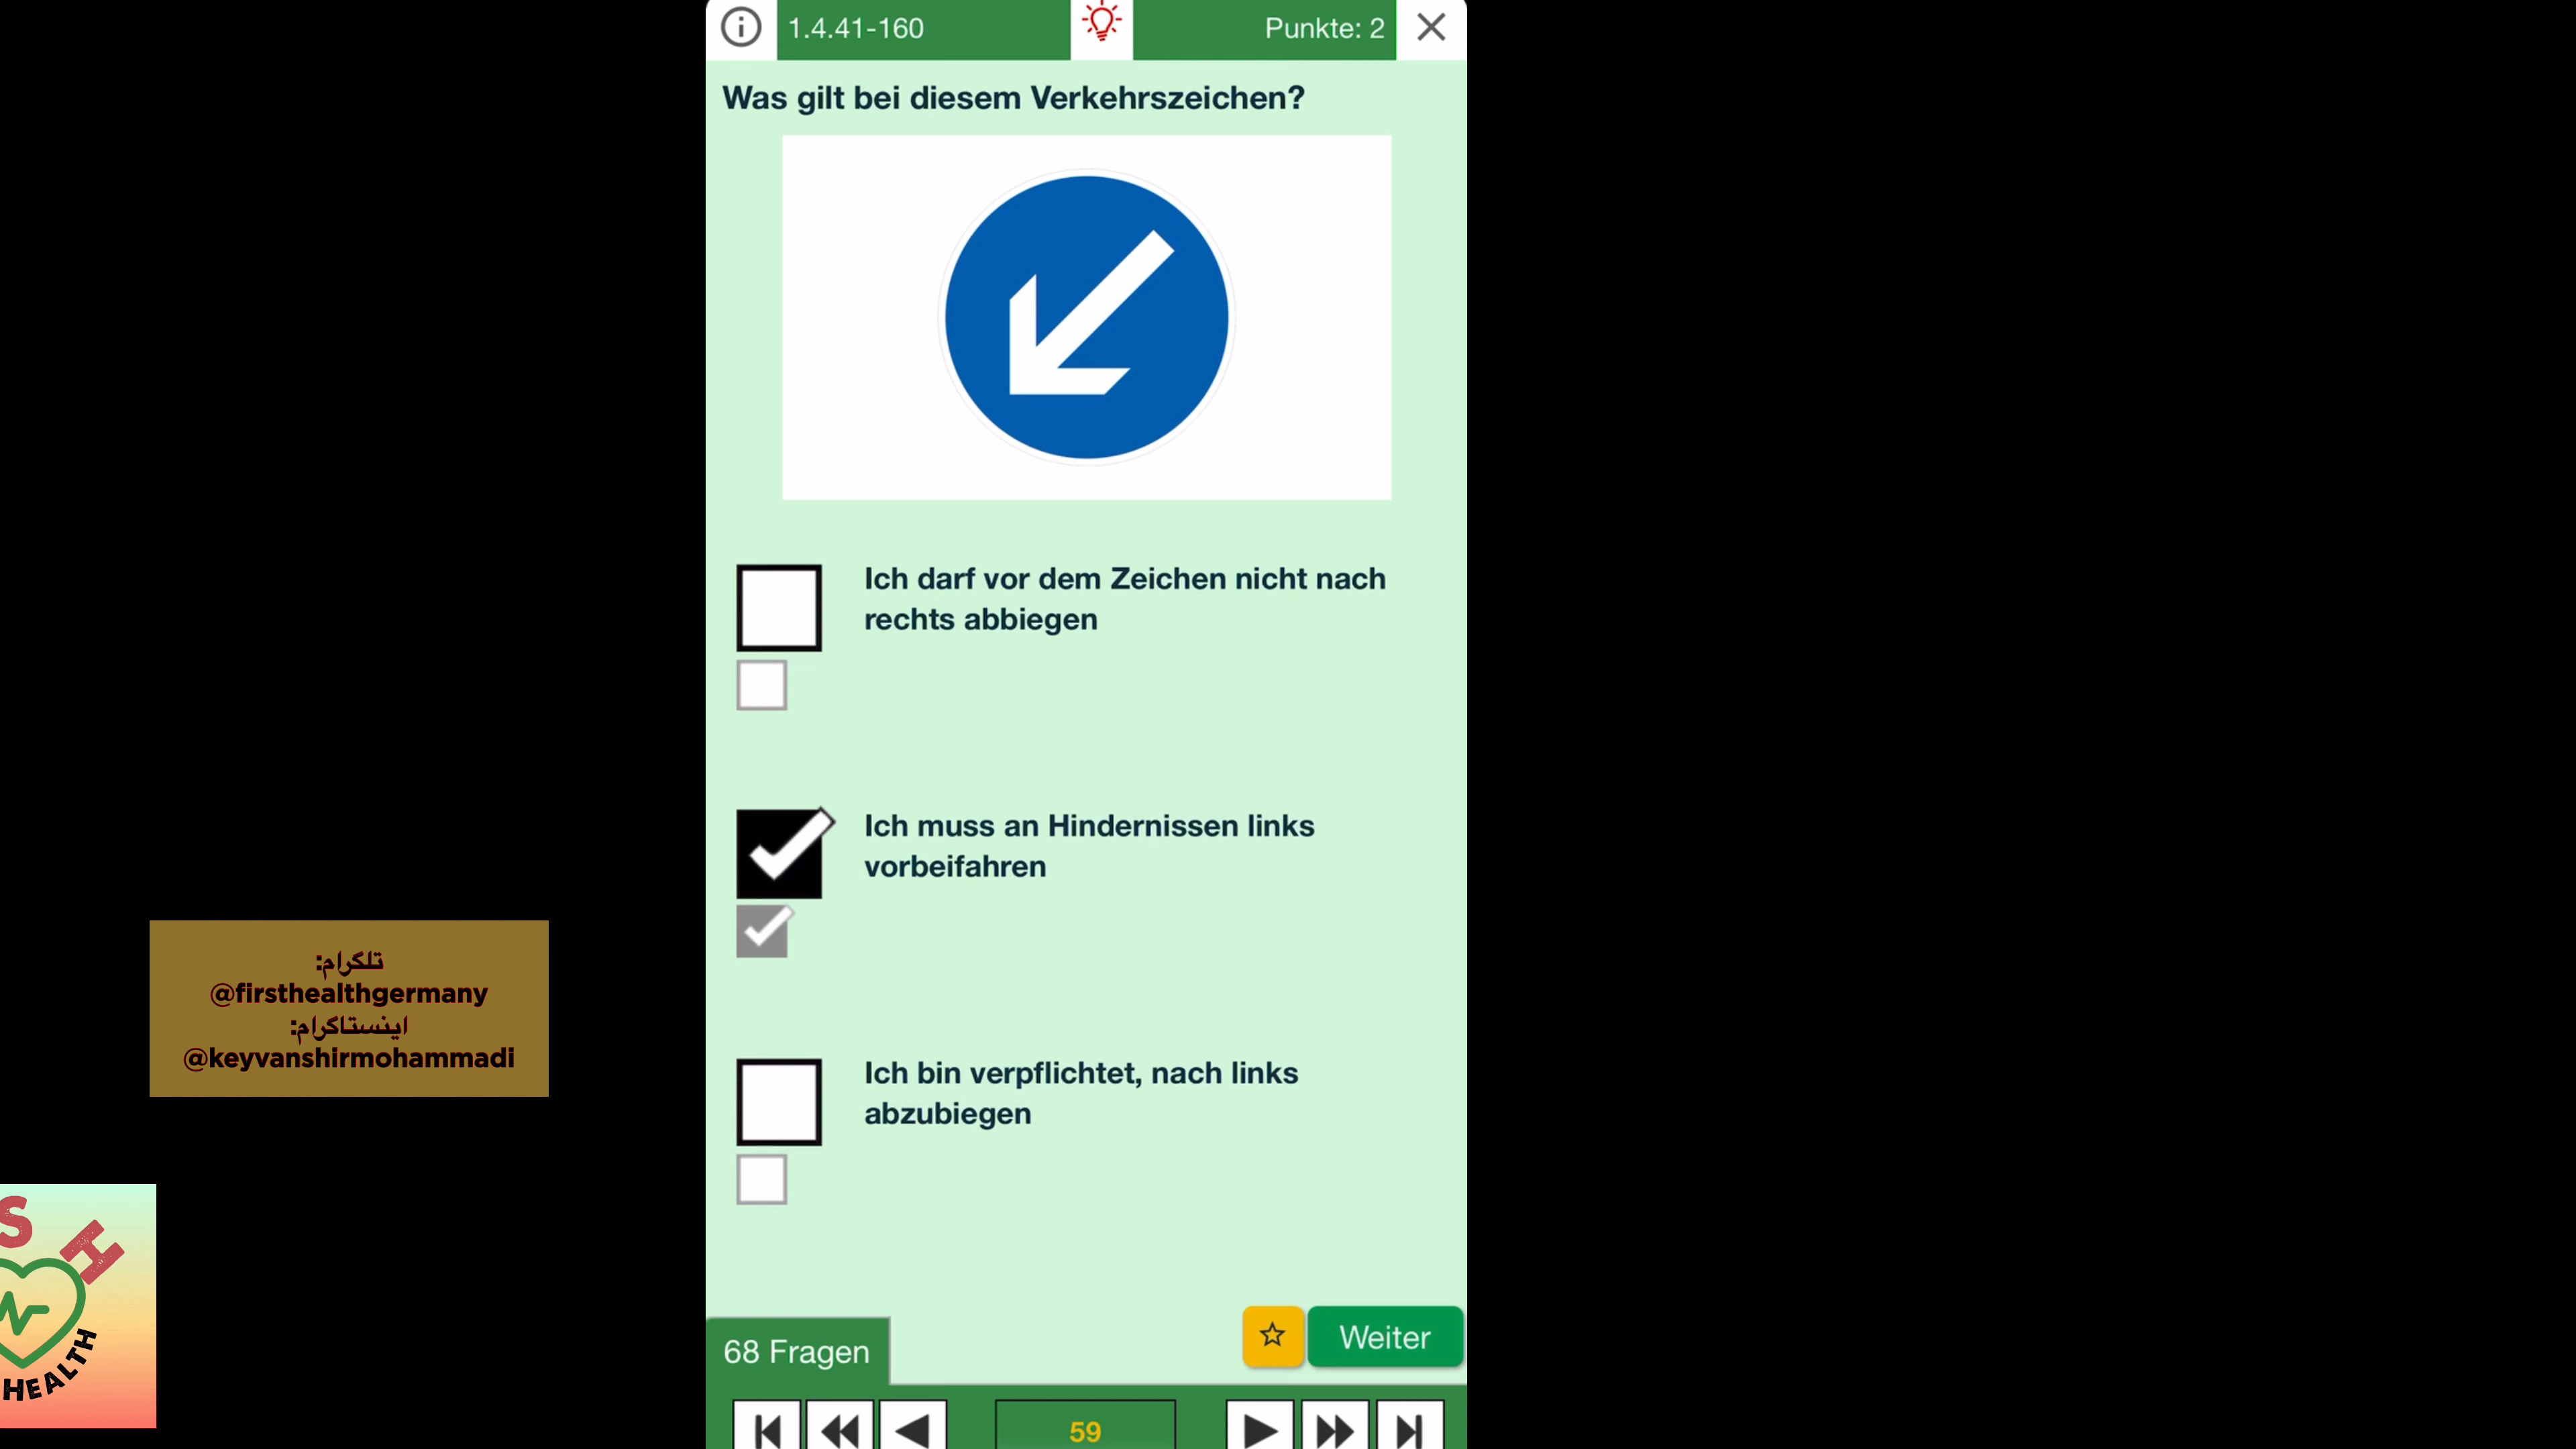 1.4.41-160
Punkte: 2
Was gilt bei diesem Verkehrszeichen?
Ich darf vor dem Zeichen nicht nach
rechts abbiegen
Ich muss an Hindernissen links
vorbeifahren
Ich bin verpflichtet, nach links
abzubiegen
68 Fragen
Weiter
59
تلگرام:
@firsthealthgermany
اینستاگرام:
@keyvanshirmohammadi
S H
HEALTH